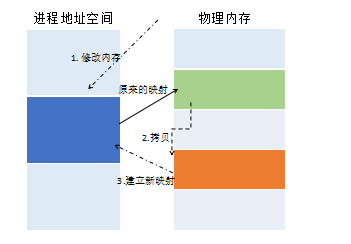 进程地址空间
物理内存
1. 修改内存
原来的映射
2.拷贝
3.建立新映射